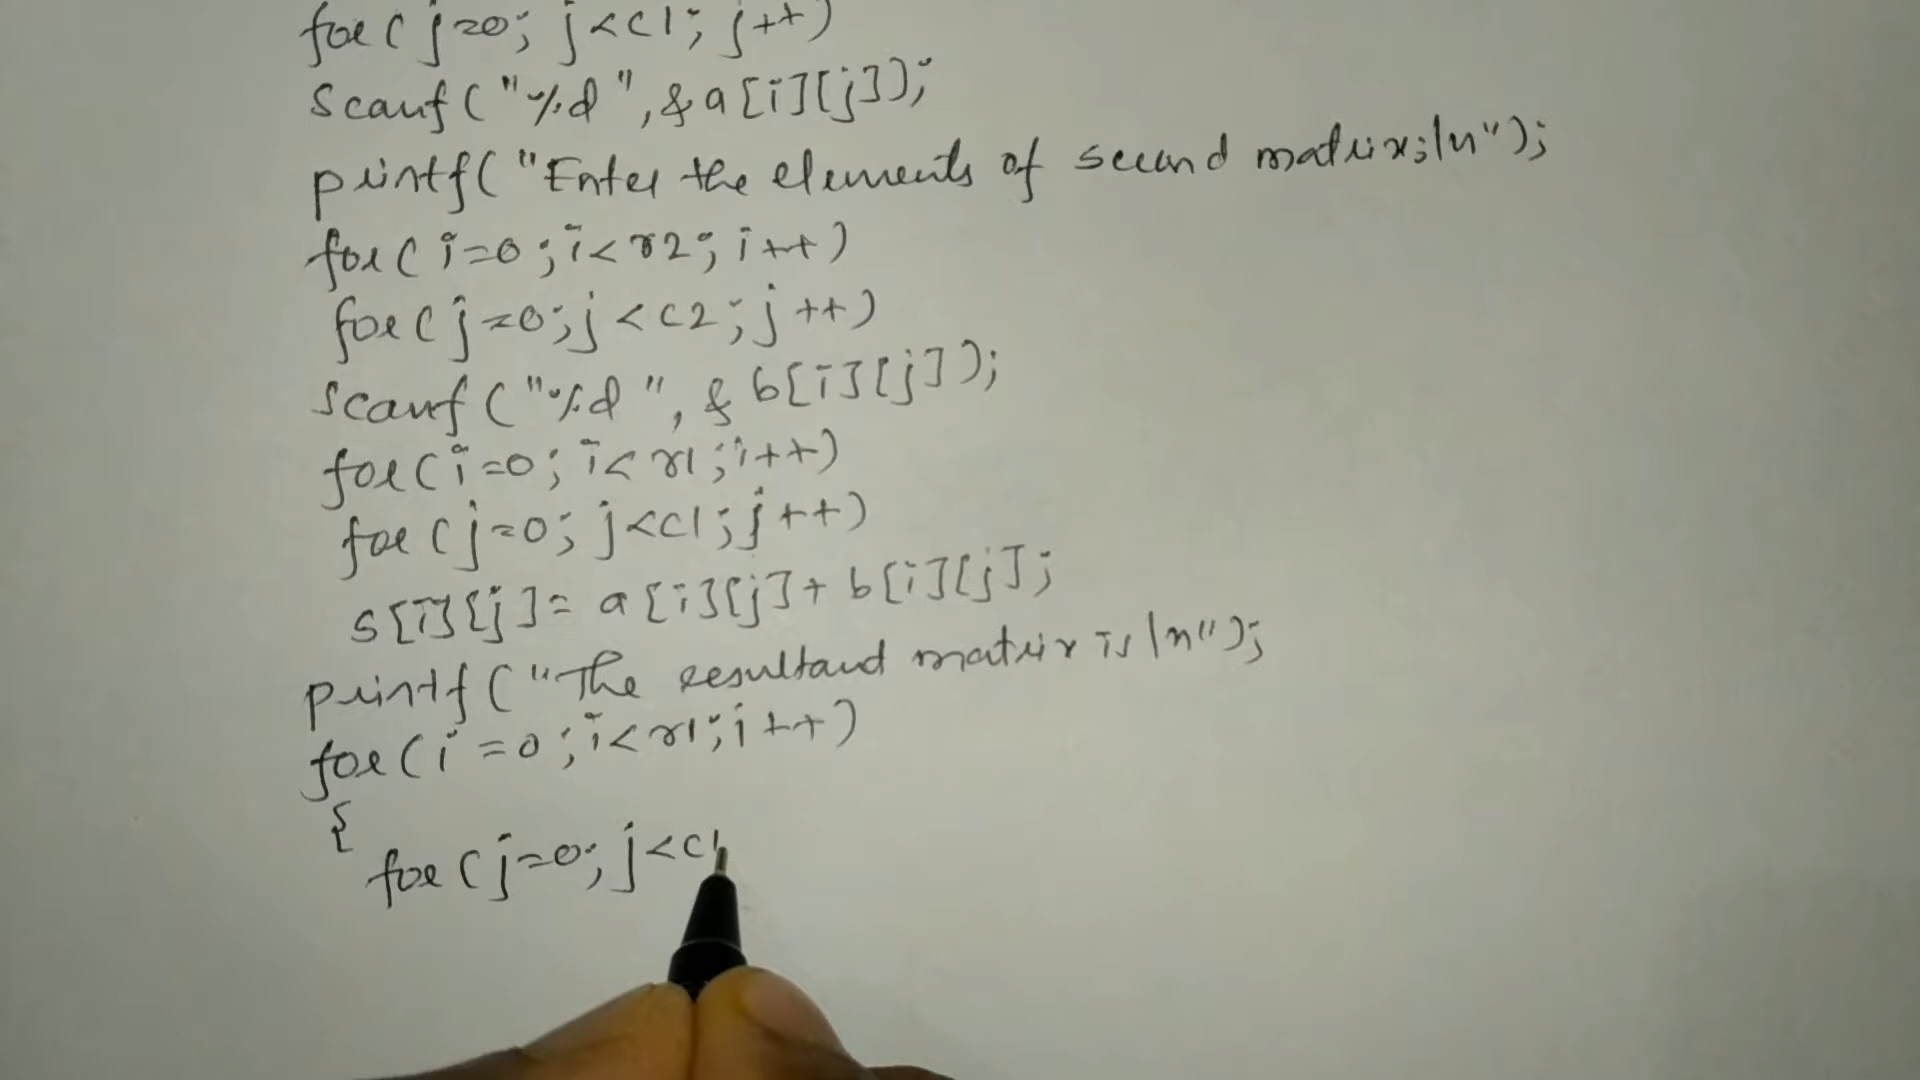 for(j=0; j<c1; j++)
scanf("%d",&a[i][j]);
printf("Enter the elements of second matrix:\n");
for(i=0;i<r2;i++)
for(j=0;j<c2;j++)
scanf("%d", &b[i][j]);
for(i=0; i<r1;i++)
for(j=0; j<c1;j++)
s[i][j]= a[i][j]+b[i][j];
printf("The resultand matrix is \n");
for(i=0;i<r1;i++)
{
for(j=0; j<c1